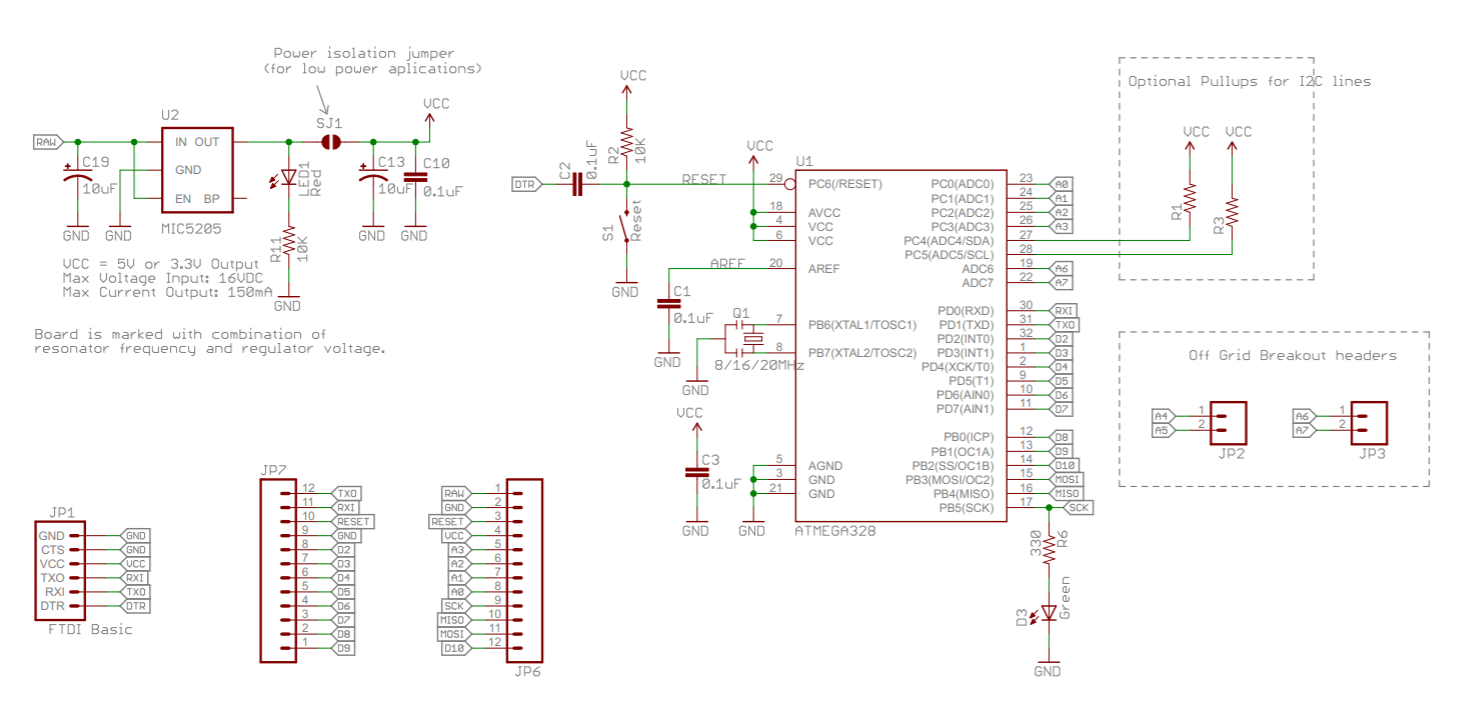 Power isolation jumper
(for low power aplications)
VCC
U2
SJ1
RAW
IN OUT
GND
EN BP
MIC5205
C19
10uF
GND
GND
LED1
Red
R11
10K
GND
C13
10uF
GND
C10
0.1uF
GND
VCC = 5V or 3.3V Output
Max Voltage Input: 16VDC
Max Current Output: 150mA
Board is marked with combination of
resonator frequency and regulator voltage.
VCC
R2
10K
DTR
C2
0.1uF
RESET
S1
Reset
GND
VCC
AREF
C1
0.1uF
GND
Q1
8/16/20MHz
GND
VCC
C3
0.1uF
GND
GND
U1
29 PC6(/RESET)
18 AVCC
4 VCC
6 VCC
20 AREF
7 PB6(XTAL1/TOSC1)
8 PB7(XTAL2/TOSC2)
5 AGND
3 GND
21 GND
PC0(ADC0) 23 A0
PC1(ADC1) 24 A1
PC2(ADC2) 25 A2
PC3(ADC3) 26 A3
PC4(ADC4/SDA) 27
PC5(ADC5/SCL) 28
ADC6 19 A6
ADC7 22 A7
PD0(RXD) 30 RXI
PD1(TXD) 31 TXO
PD2(INT0) 32 D2
PD3(INT1) 1 D3
PD4(XCK/T0) 2 D4
PD5(T1) 9 D5
PD6(AIN0) 10 D6
PD7(AIN1) 11 D7
PB0(ICP) 12 D8
PB1(OC1A) 13 D9
PB2(SS/OC1B) 14 D10
PB3(MOSI/OC2) 15 MOSI
PB4(MISO) 16 MISO
PB5(SCK) 17 SCK
ATMEGA328
330
R6
D3
Green
GND
Optional Pullups for I2C lines
VCC VCC
R1
R3
Off Grid Breakout headers
A4 1
A5 2
JP2
A6 1
A7 2
JP3
JP1
GND GND
CTS GND
VCC VCC
TXO RXI
RXI TXO
DTR DTR
FTDI Basic
JP7
12 TXO
11 RXI
10 RESET
9 GND
8 D2
7 D3
6 D4
5 D5
4 D6
3 D7
2 D8
1 D9
RAW 1
GND 2
RESET 3
VCC 4
A3 5
A2 6
A1 7
A0 8
SCK 9
MISO 10
MOSI 11
D10 12
JP6